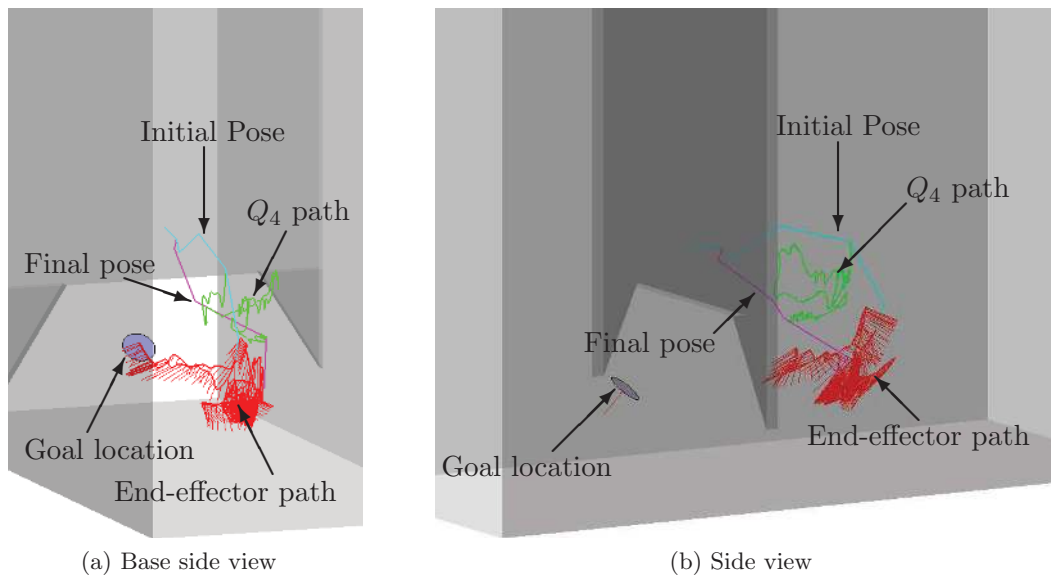 Initial Pose
Q4 path
Final pose
Goal location
End-effector path
(a) Base side view
Initial Pose
Q4 path
Final pose
Goal location
End-effector path
(b) Side view